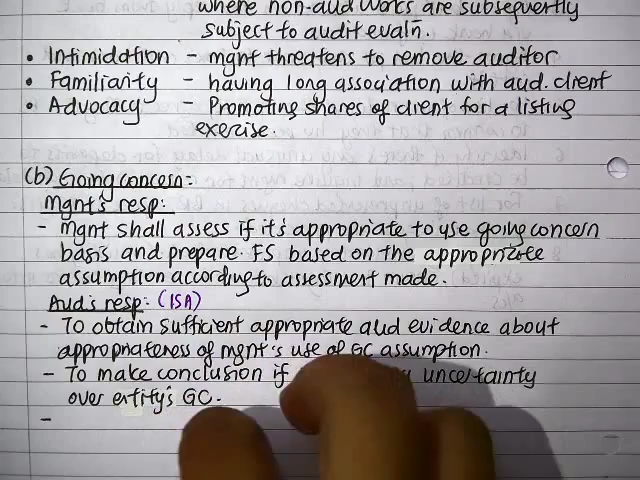 where non-aud works are subsequently
subject to audit evaln.
• Intimidation - mgnt threatens to remove auditor
• Familiarity - having long association with aud. client
• Advocacy - Promoting shares of client for a listing
exercise.
(b) Going concern:
Mgnt's resp:
- mgnt shall assess if it's appropriate to use going concern
basis and prepare FS based on the appropriate
assumption according to assessment made.
Aud's resp: (ISA)
- To obtain sufficient appropriate aud evidence about
appropriateness of mgnt's use of GC assumption.
- To make conclusion if uncertainty
over entity's GC.
-